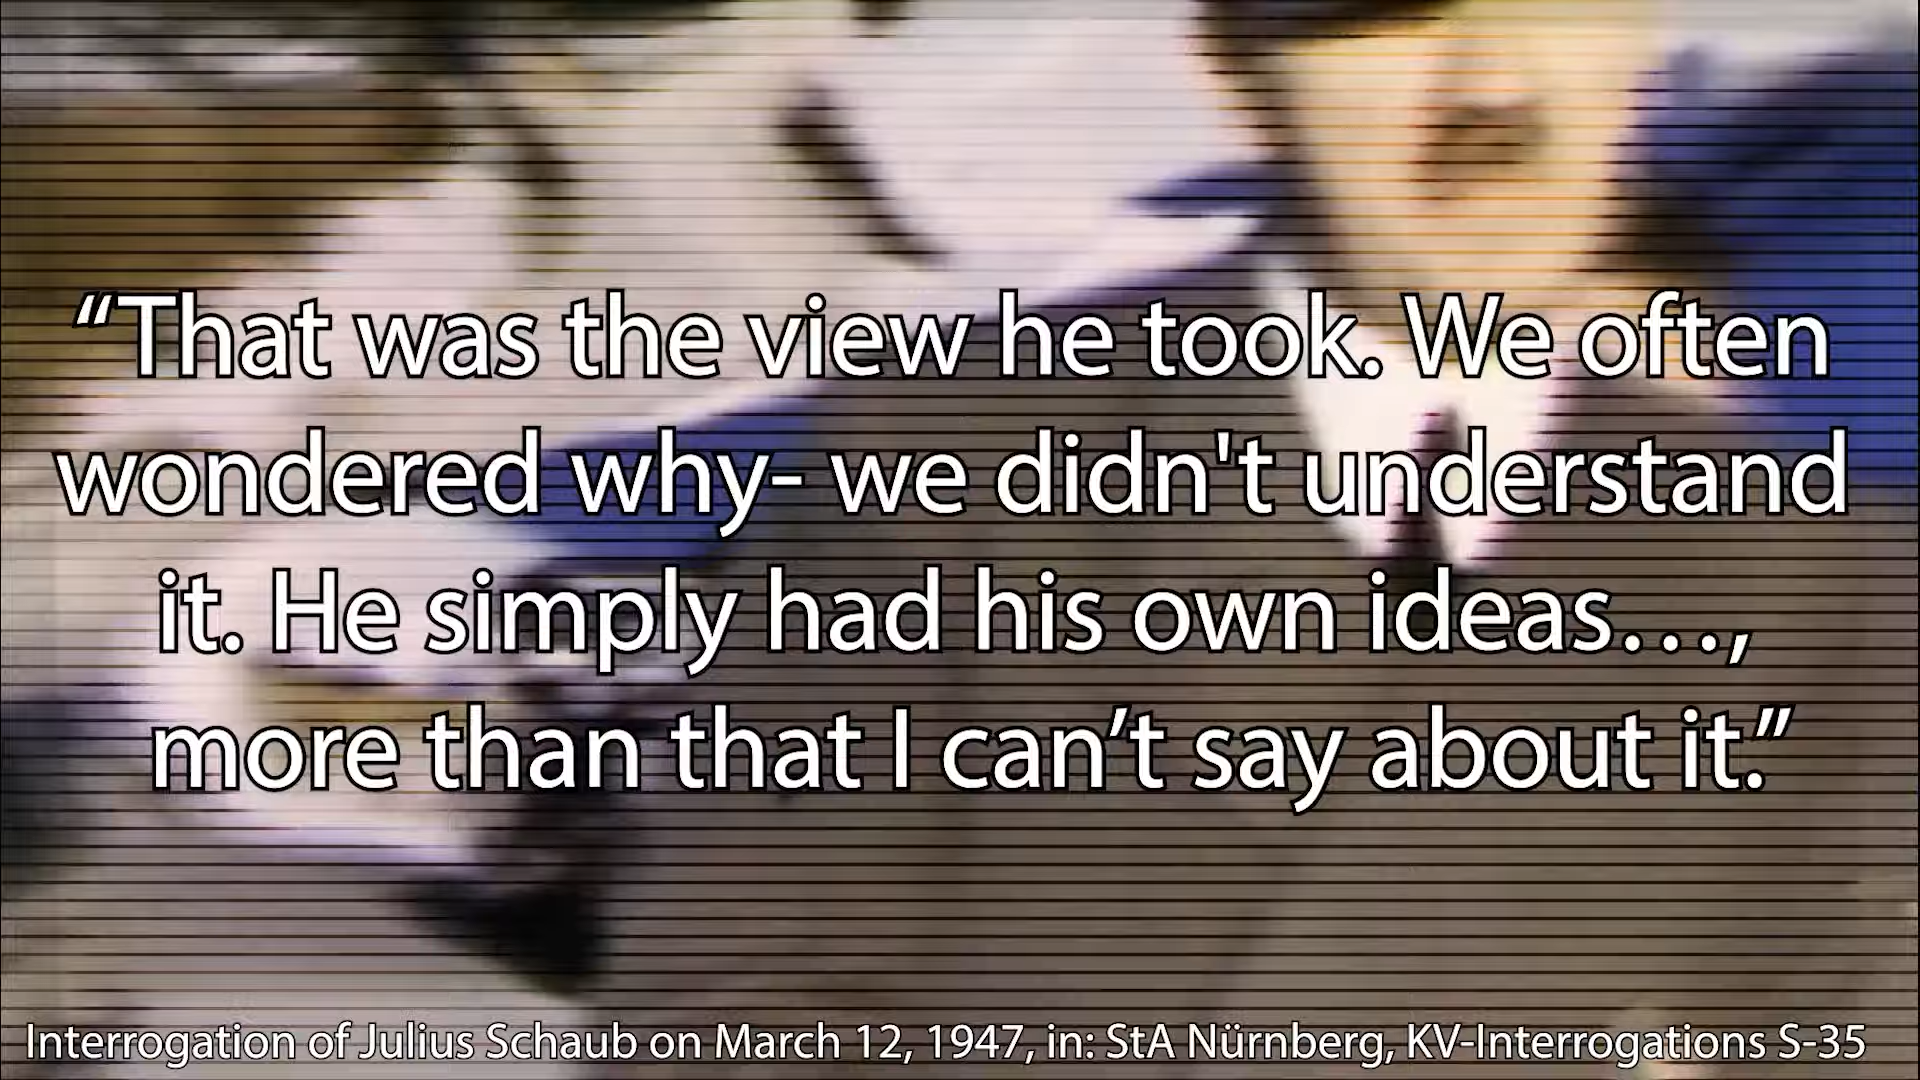 “That was the view he took. We often
wondered why- we didn't understand
it. He simply had his own ideas…,
more than that I can’t say about it.”
Interrogation of Julius Schaub on March 12, 1947, in: StA Nürnberg, KV-Interrogations S-35